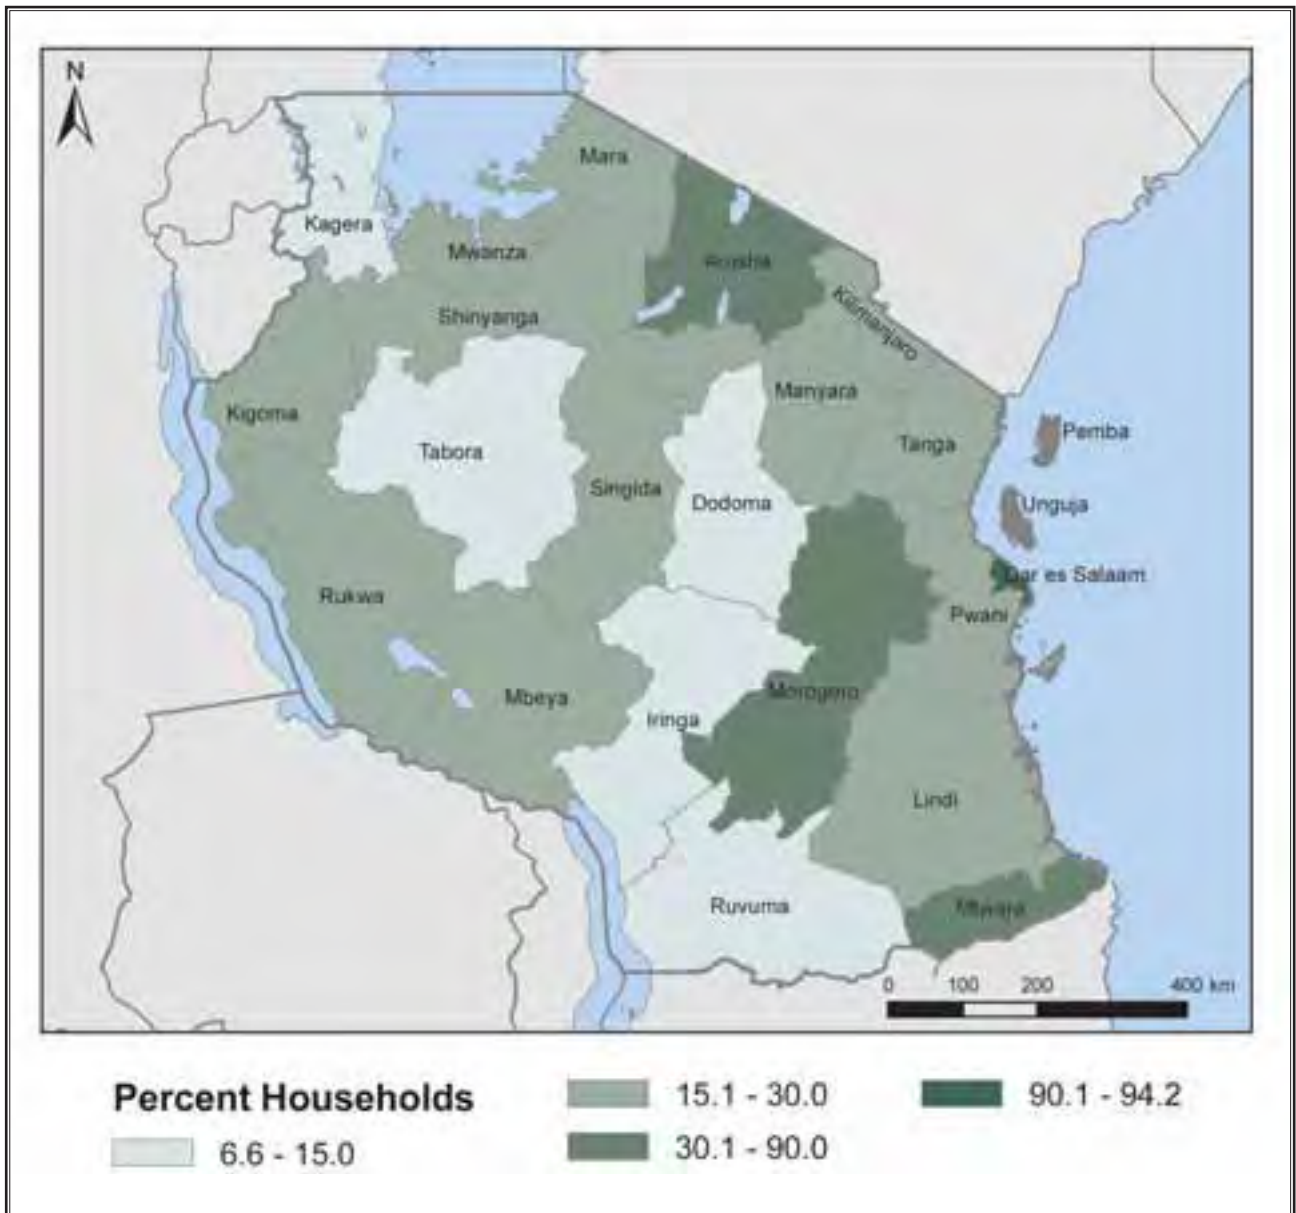 N
Mara
Kagera
Mwanza
Arusha
Shinyanga
Kilimanjaro
Kigoma
Manyara
Tabora
Tanga
Pemba
Singida
Dodoma
Unguja
Dar es Salaam
Rukwa
Pwani
Mbeya
Morogoro
Iringa
Lindi
Ruvuma
Mtwara
0 100 200 400 km
Percent Households
6.6 - 15.0
15.1 - 30.0
30.1 - 90.0
90.1 - 94.2